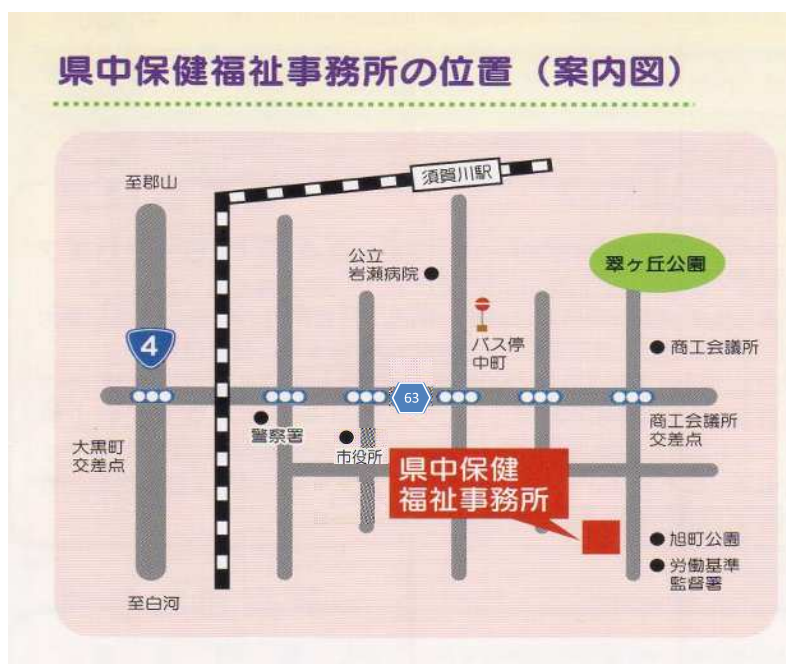 県中保健福祉事務所の位置（案内図）
須賀川駅
至郡山
公立
岩瀬病院
翠ヶ丘公園
4
バス停
中町
商工会議所
63
警察署
市役所
大黒町
交差点
商工会議所
交差点
県中保健
福祉事務所
旭町公園
労働基準
監督署
至白河